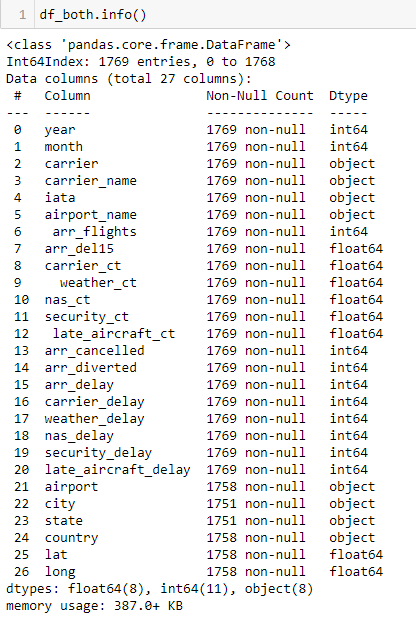 1 df_both.info()
<class 'pandas.core.frame.DataFrame'>
Int64Index: 1769 entries, 0 to 1768
Data columns (total 27 columns):
 #   Column               Non-Null Count  Dtype
---  ------               --------------  -----
 0   year                 1769 non-null   int64
 1   month                1769 non-null   int64
 2   carrier              1769 non-null   object
 3   carrier_name         1769 non-null   object
 4   iata                 1769 non-null   object
 5   airport_name         1769 non-null   object
 6    arr_flights         1769 non-null   int64
 7   arr_del15            1769 non-null   float64
 8   carrier_ct           1769 non-null   float64
 9     weather_ct         1769 non-null   float64
 10  nas_ct               1769 non-null   float64
 11  security_ct          1769 non-null   float64
 12   late_aircraft_ct    1769 non-null   float64
 13  arr_cancelled        1769 non-null   int64
 14  arr_diverted         1769 non-null   int64
 15  arr_delay            1769 non-null   int64
 16  carrier_delay        1769 non-null   int64
 17  weather_delay        1769 non-null   int64
 18  nas_delay            1769 non-null   int64
 19  security_delay       1769 non-null   int64
 20  late_aircraft_delay  1769 non-null   int64
 21  airport              1758 non-null   object
 22  city                 1751 non-null   object
 23  state                1751 non-null   object
 24  country              1758 non-null   object
 25  lat                  1758 non-null   float64
 26  long                 1758 non-null   float64
dtypes: float64(8), int64(11), object(8)
memory usage: 387.0+ KB